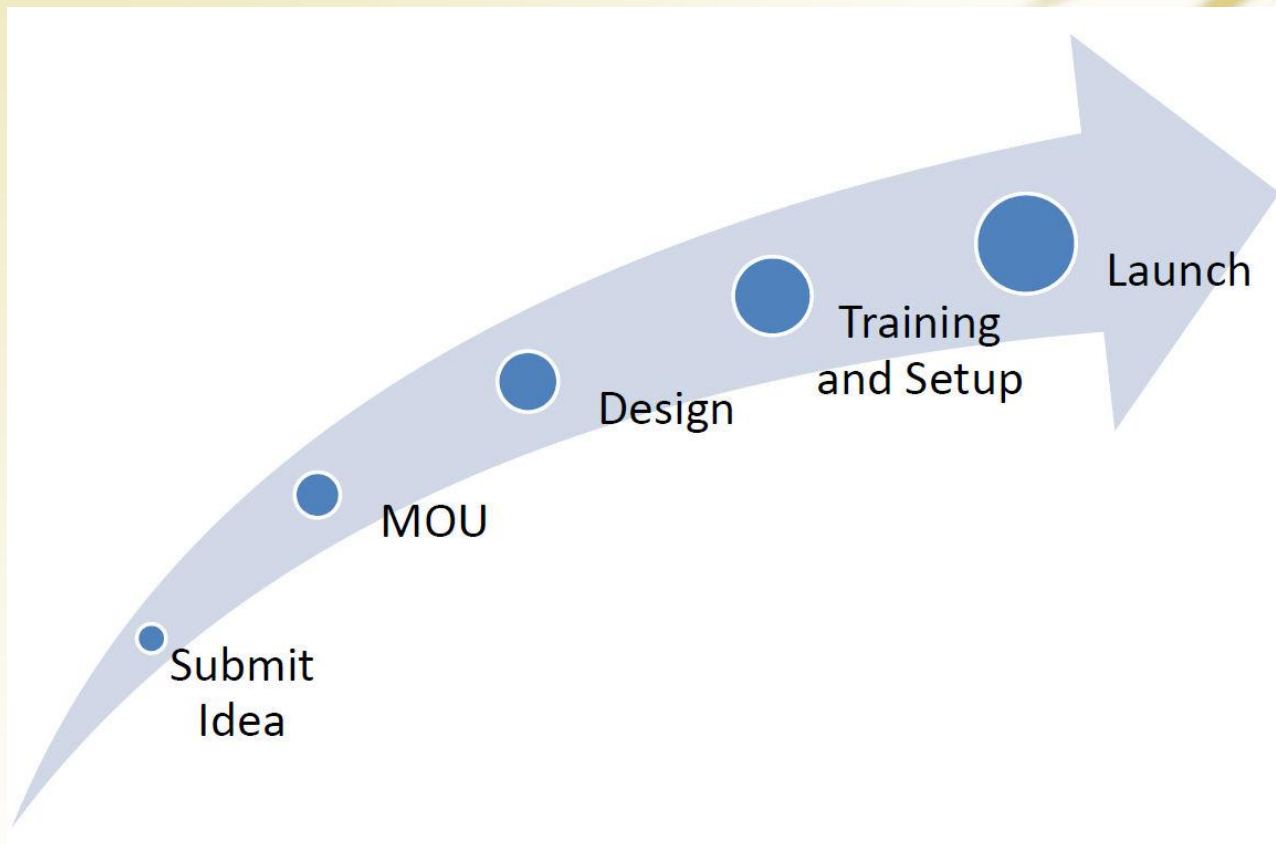 Submit
Idea
MOU
Design
Training
and Setup
Launch